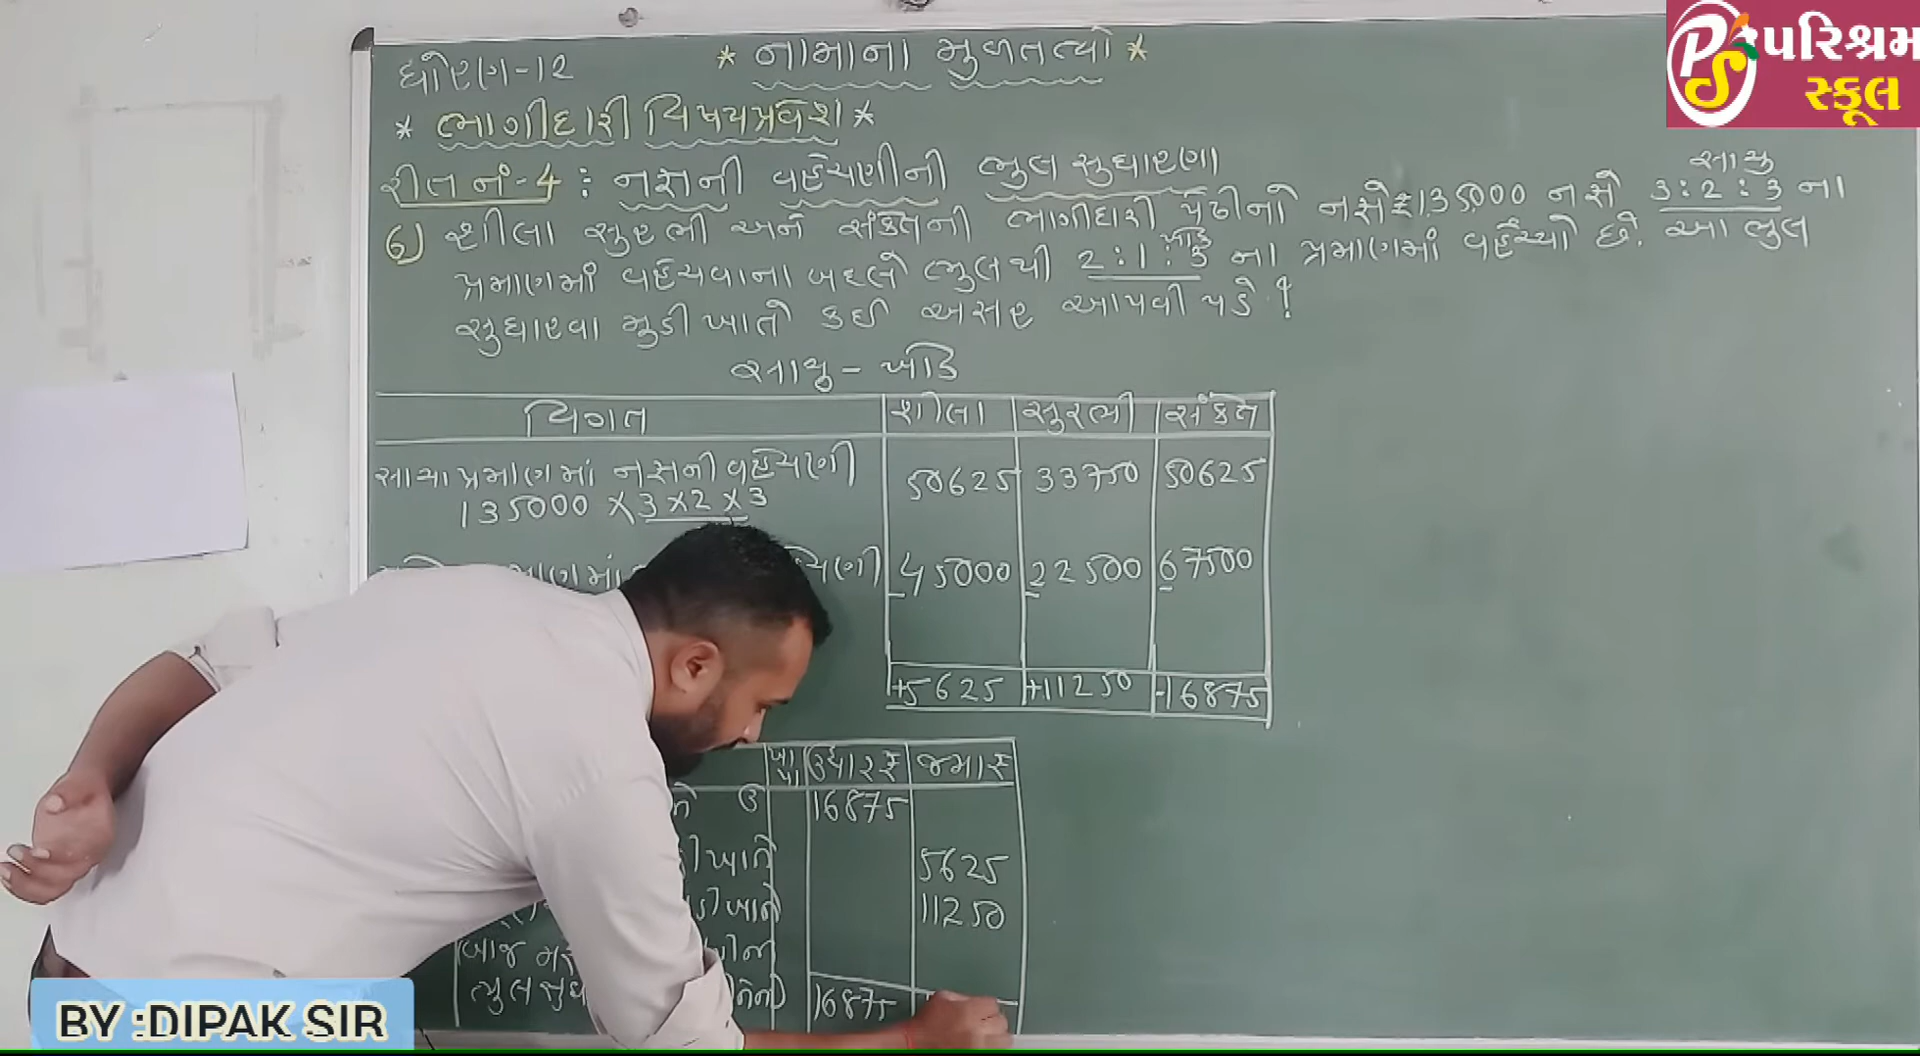 પરિશ્રમ
સ્કૂલ
ધોરણ-12
* નામાના મુળતત્વો *
* ભાગીદારી વિષયપ્રવેશ *
રીત નં-4 : નફાની વહેંચણીની ભુલ સુધારણા
સાચુ
6) શીલા સુરભી અને સંકેતની ભાગીદારી પેઢીનો નફો ₹135000 નફો 3:2:3 ના
ખોટુ
પ્રમાણમાં વહેંચવાના બદલે ભુલથી 2:1:3 ના પ્રમાણમાં વહેંચ્યો છે. આ ભુલ
સુધારવા મુડી ખાતે કઈ અસર આપવી પડે ?
સાચુ - ખોટુ
વિગત શીલા સુરભી સંકેત
સાચા પ્રમાણમાં નફાની વહેંચણી 50625 33750 50625
135000 × 3 × 2 × 3
45000 22500 67500
+5625 +11250 -16875
ખા પા ઉધાર ₹ જમા ₹
ઉ 16875
ખાતે 5625
ખાતે 11250
16875
BY :DIPAK SIR